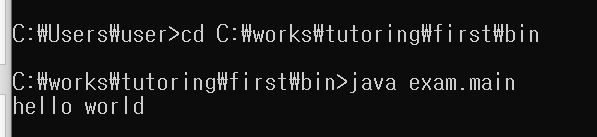 C:₩Users₩user>cd C:₩works₩tutoring₩first₩bin
C:₩works₩tutoring₩first₩bin>java exam.main
hello world